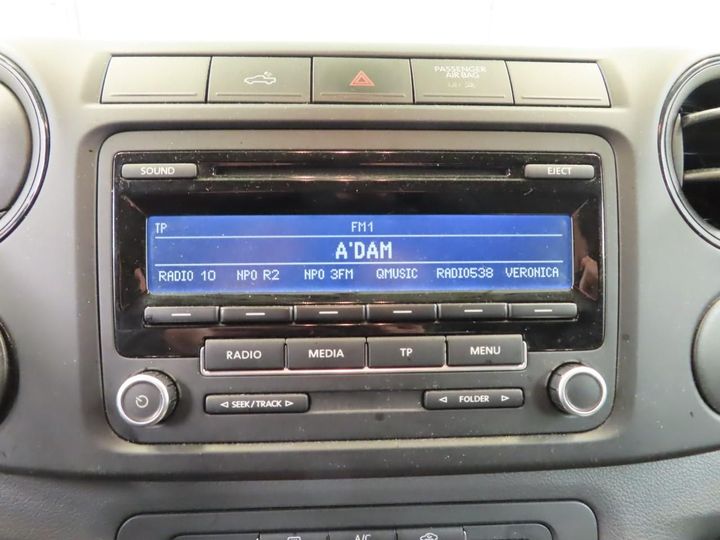 PASSENGER
AIR BAG
SOUND
EJECT
TP FM1
A'DAM
RADIO 10 NPO R2 NPO 3FM QMUSIC RADIO538 VERONICA
RADIO MEDIA TP MENU
SEEK/TRACK FOLDER
A/C